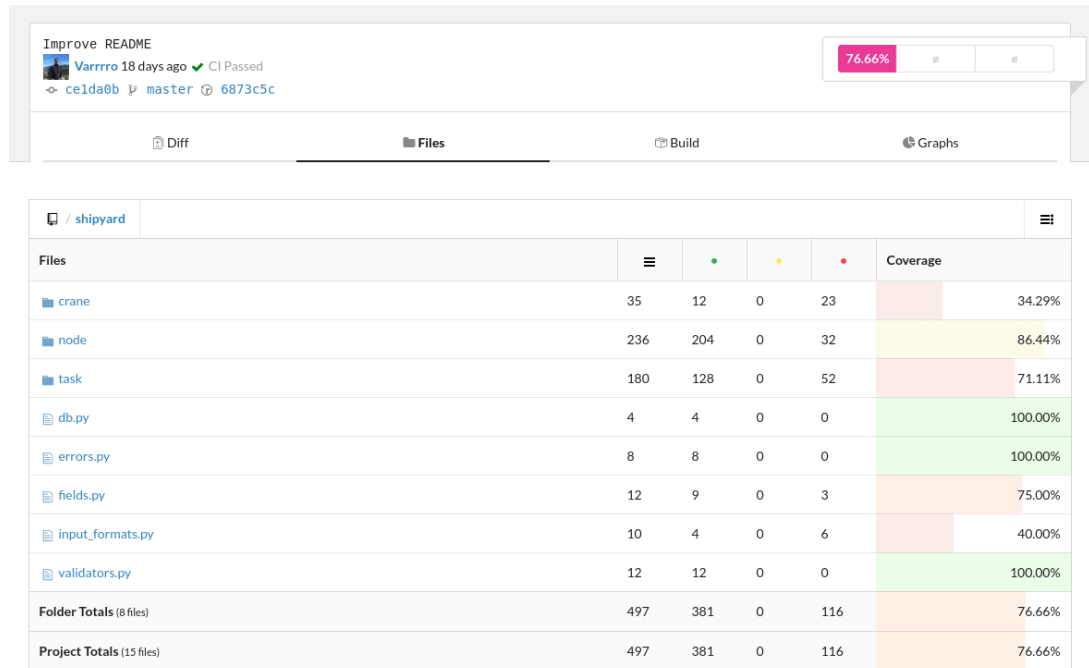 Improve README
Varrrro 18 days ago CI Passed
76.66% ø ø
ce1da0b master 6873c5c
Diff Files Build Graphs
/ shipyard
Files Coverage
crane 35 12 0 23 34.29%
node 236 204 0 32 86.44%
task 180 128 0 52 71.11%
db.py 4 4 0 0 100.00%
errors.py 8 8 0 0 100.00%
fields.py 12 9 0 3 75.00%
input_formats.py 10 4 0 6 40.00%
validators.py 12 12 0 0 100.00%
Folder Totals (8 files) 497 381 0 116 76.66%
Project Totals (15 files) 497 381 0 116 76.66%